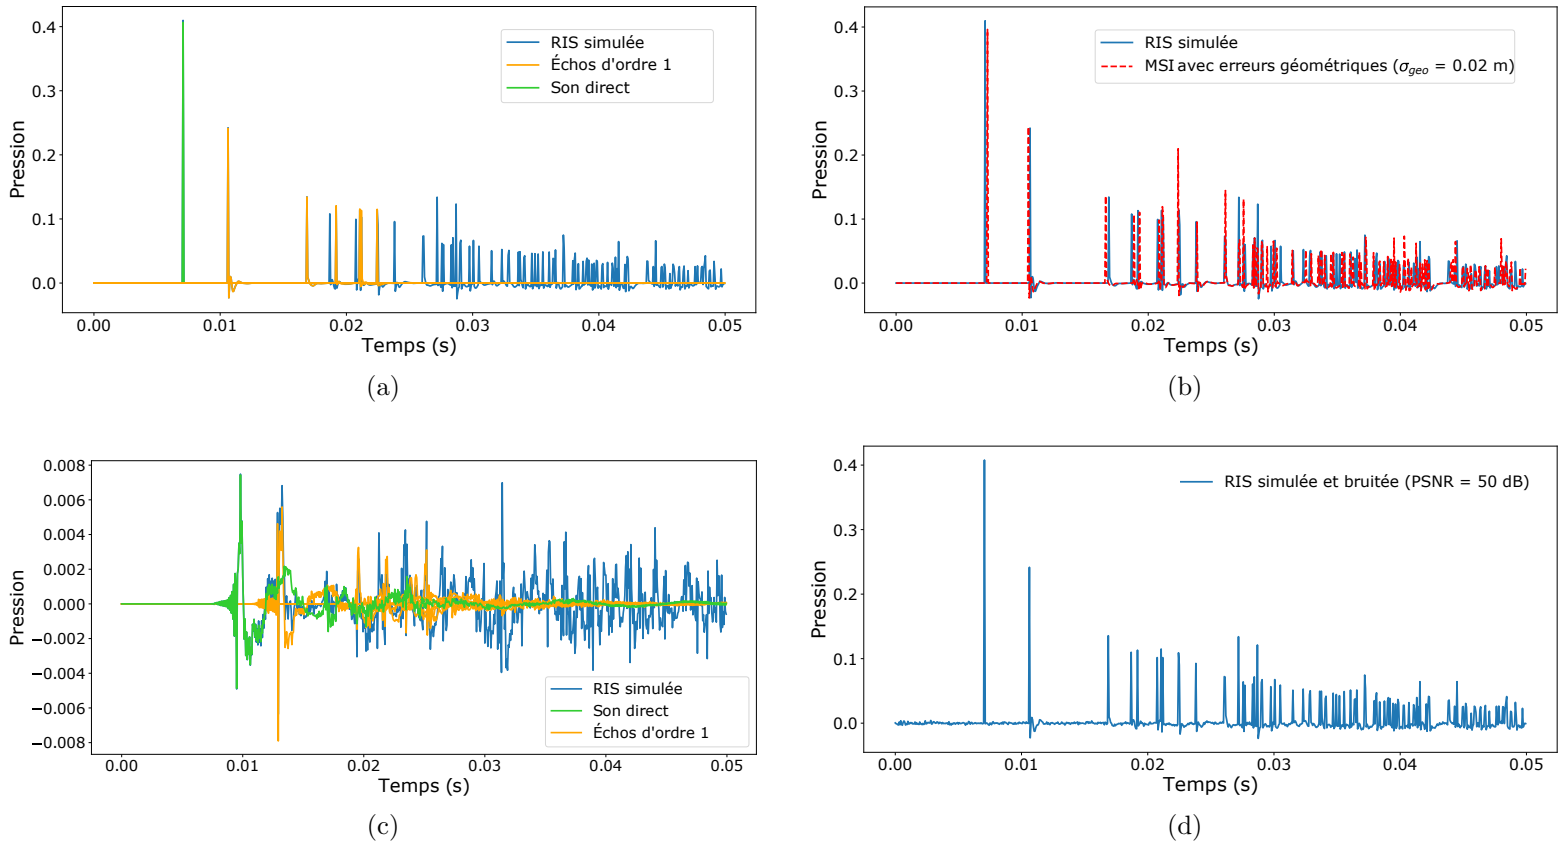 0.4
0.3
0.2
0.1
0.0
Pression
RIS simulée
Échos d'ordre 1
Son direct
0.00 0.01 0.02 0.03 0.04 0.05
Temps (s)
(a)
0.4
0.3
0.2
0.1
0.0
Pression
RIS simulée
MSI avec erreurs géométriques (σgeo = 0.02 m)
0.00 0.01 0.02 0.03 0.04 0.05
Temps (s)
(b)
0.008
0.006
0.004
0.002
0.000
−0.002
−0.004
−0.006
−0.008
Pression
RIS simulée
Son direct
Échos d'ordre 1
0.00 0.01 0.02 0.03 0.04 0.05
Temps (s)
(c)
0.4
0.3
0.2
0.1
0.0
Pression
RIS simulée et bruitée (PSNR = 50 dB)
0.00 0.01 0.02 0.03 0.04 0.05
Temps (s)
(d)